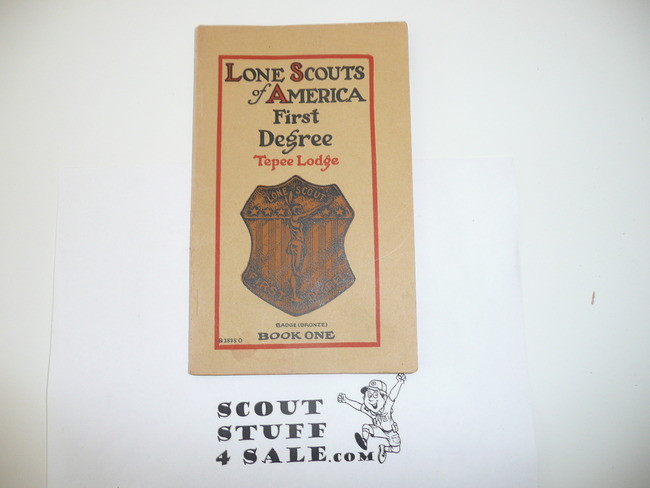 LONE SCOUTS
of AMERICA
First
Degree
Tepee Lodge
LONE SCOUT
FIRST DEGREE
BADGE (BRONZE)
BOOK ONE
SCOUT
STUFF
4 SALE.COM